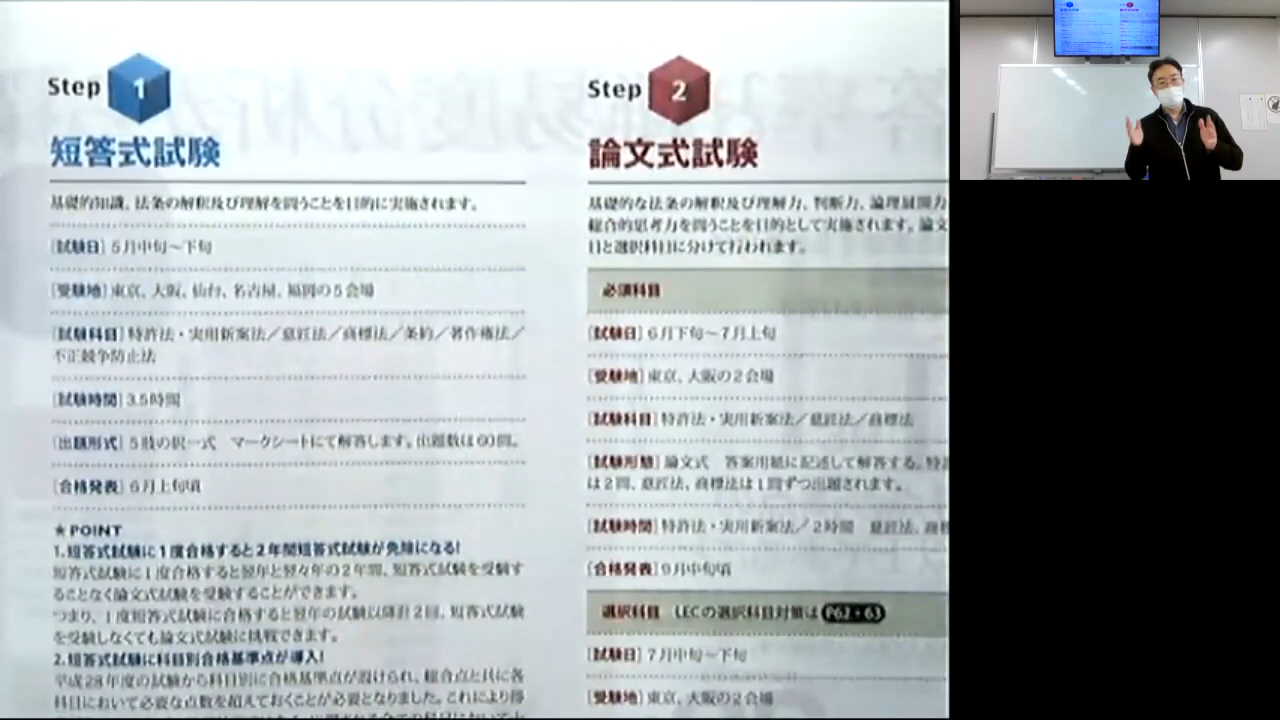 Step 1
短答式試験
基礎的知識、法条の解釈及び理解を問うことを目的に実施されます。
[試験日] 5月中旬~下旬
[受験地] 東京、大阪、仙台、名古屋、福岡の5会場
[試験科目] 特許法・実用新案法/意匠法/商標法/条約/著作権法/
不正競争防止法
[試験時間] 3.5時間
[出題形式] 5肢の択一式 マークシートにて解答します。出題数は60問。
[合格発表] 6月上旬頃
★POINT
1.短答式試験に1度合格すると2年間短答式試験が免除になる!
短答式試験に1度合格すると翌年と翌々年の2年間、短答式試験を受験す
ることなく論文式試験を受験することができます。
つまり、1度短答式試験に合格すると翌年の試験以降計2回、短答式試験
を受験しなくても論文式試験に挑戦できます。
2.短答式試験に科目別合格基準点が導入!
平成28年度の試験から科目別に合格基準点が設けられ、総合点と共に各
科目において必要な点数を超えておくことが必要となりました。これにより得
Step 2
論文式試験
基礎的な法条の解釈及び理解力、判断力、論理展開力
総合的思考力を問うことを目的として実施されます。論文
目と選択科目に分けて行われます。
必須科目
[試験日] 6月下旬~7月上旬
[受験地] 東京、大阪の2会場
[試験科目] 特許法・実用新案法/意匠法/商標法
[試験形態] 論文式 答案用紙に記述して解答する。特許
は2問、意匠法、商標法は1問ずつ出題されます。
[試験時間] 特許法・実用新案法/2時間 意匠法、商標
[合格発表] 9月中旬頃
選択科目 LECの選択科目対策は P62・63
[試験日] 7月中旬~下旬
[受験地] 東京、大阪の2会場